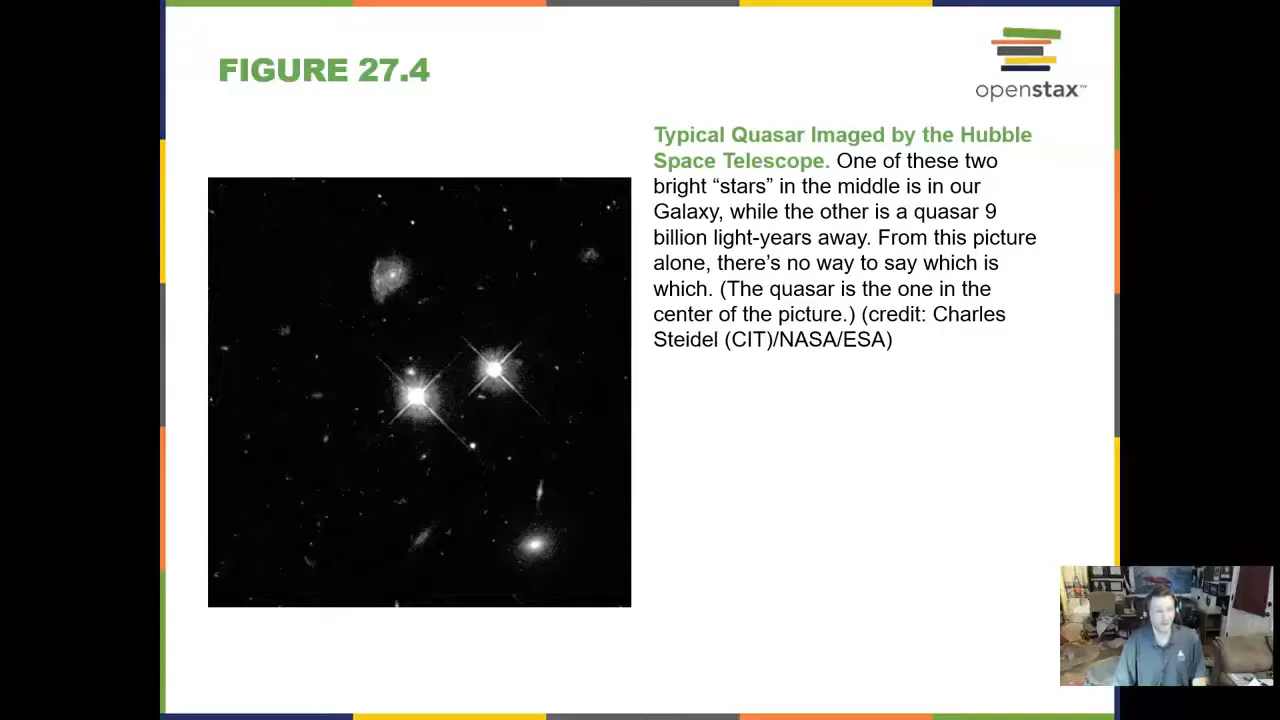 FIGURE 27.4
openstax™
Typical Quasar Imaged by the Hubble
Space Telescope. One of these two
bright “stars” in the middle is in our
Galaxy, while the other is a quasar 9
billion light-years away. From this picture
alone, there’s no way to say which is
which. (The quasar is the one in the
center of the picture.) (credit: Charles
Steidel (CIT)/NASA/ESA)